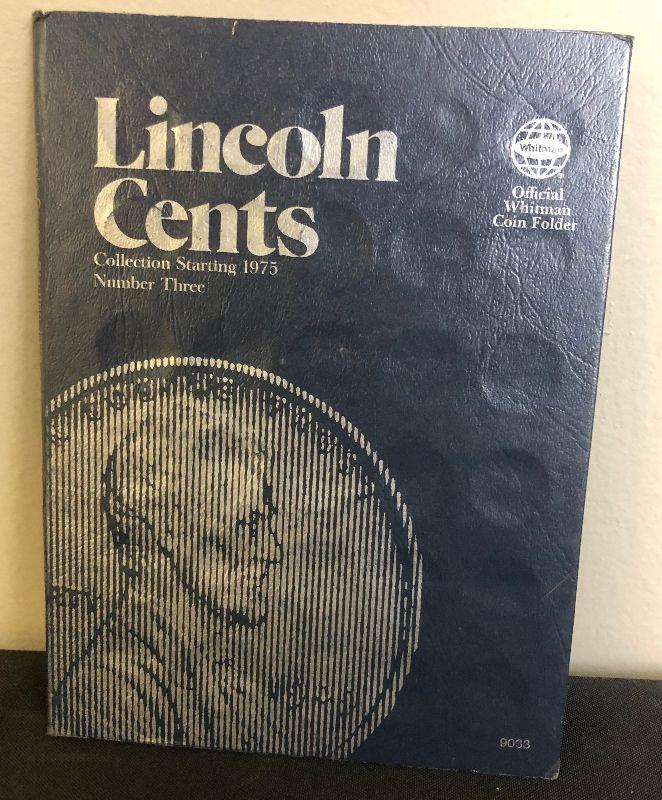 Lincoln
Cents
Collection Starting 1975
Number Three
Whitman
Official
Whitman
Coin Folder
9033